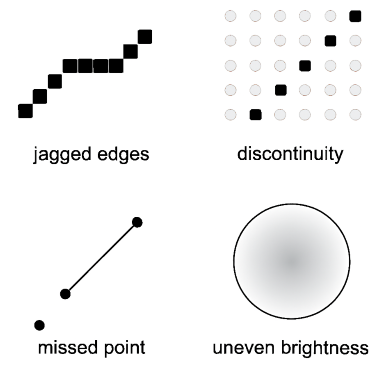 jagged edges
discontinuity
missed point
uneven brightness